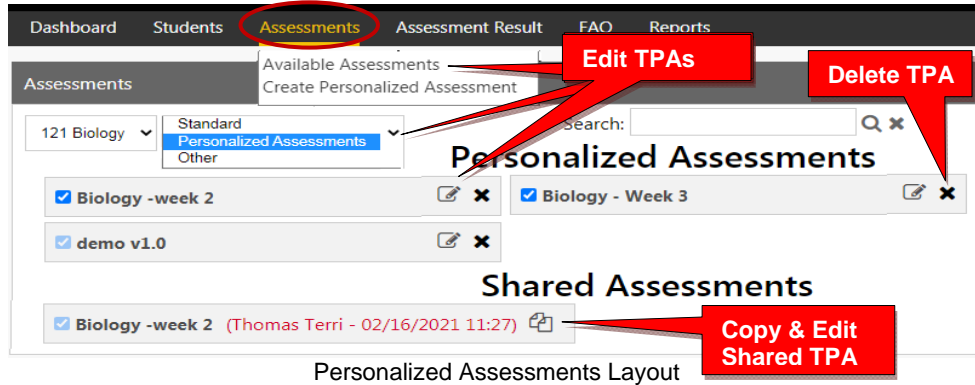 Dashboard Students Assessments Assessment Result FAQ Reports
Available Assessments
Create Personalized Assessment
Edit TPAs
Delete TPA
Assessments
121 Biology
Standard
Personalized Assessments
Other
Search:
Personalized Assessments
Biology -week 2
Biology - Week 3
demo v1.0
Shared Assessments
Biology -week 2 (Thomas Terri - 02/16/2021 11:27)
Copy & Edit
Shared TPA
Personalized Assessments Layout